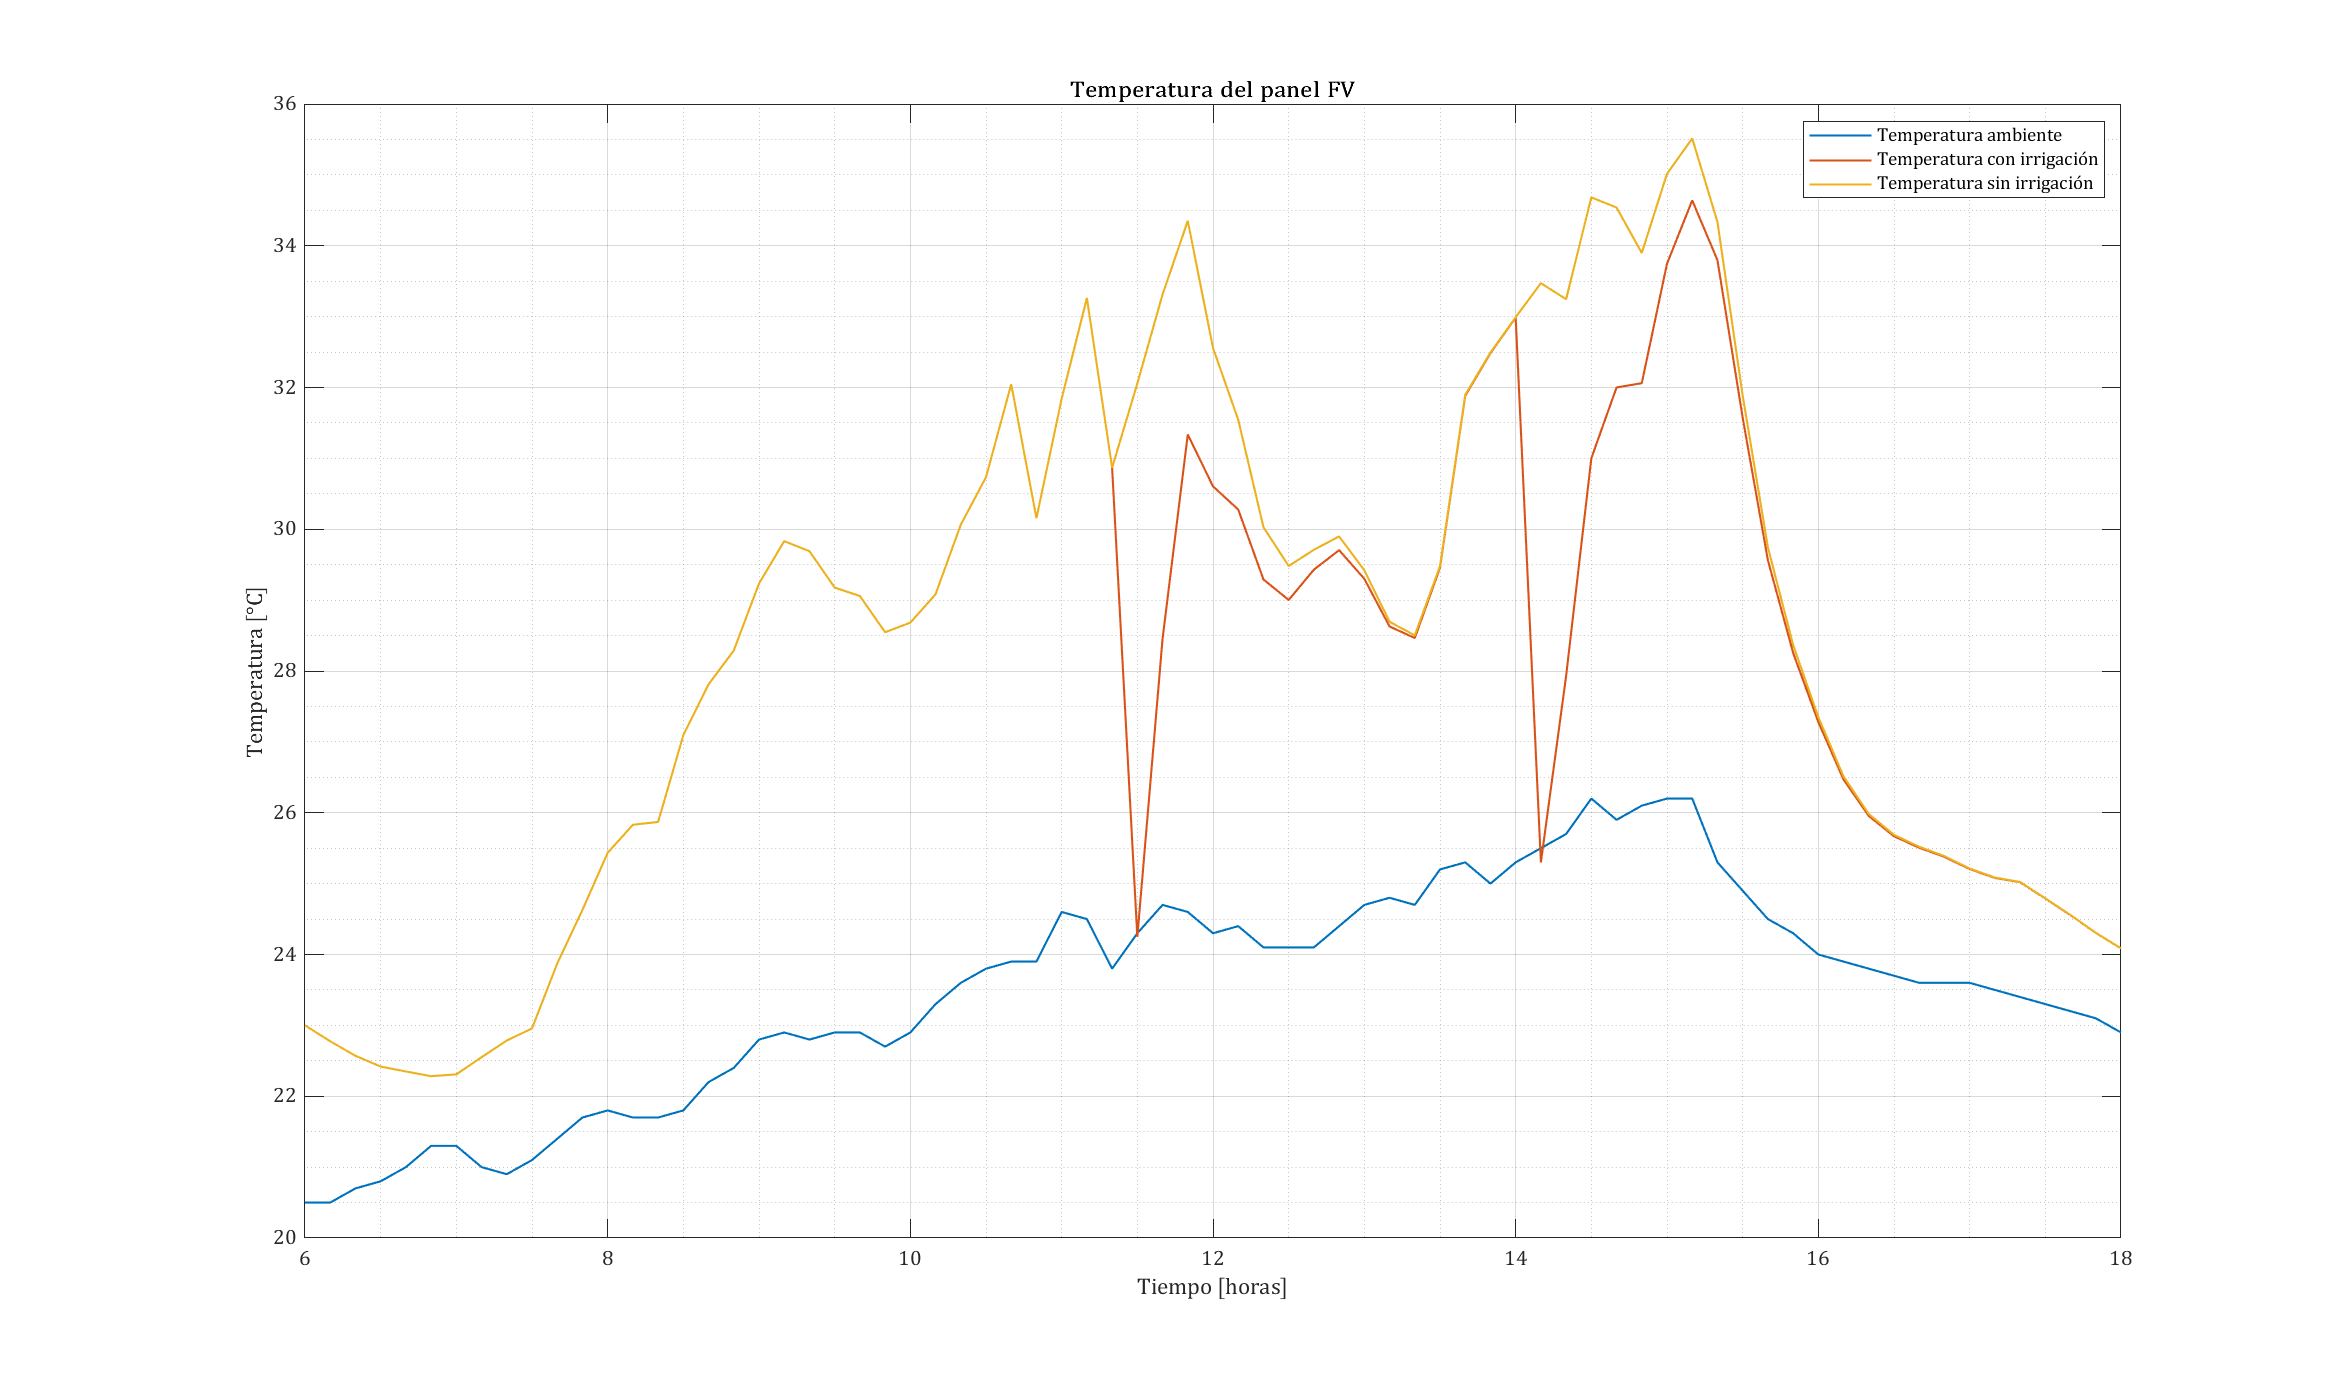 Temperatura del panel FV
36
34
32
30
28
26
24
22
20
Temperatura [°C]
Temperatura ambiente
Temperatura con irrigación
Temperatura sin irrigación
6 8 10 12 14 16 18
Tiempo [horas]